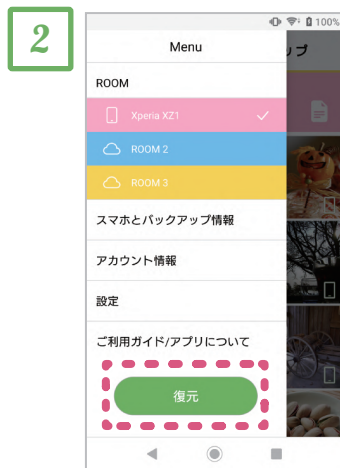 2
100%
Menu
ップ
ROOM
Xperia XZ1
ROOM 2
ROOM 3
スマホとバックアップ情報
アカウント情報
設定
ご利用ガイド/アプリについて
復元